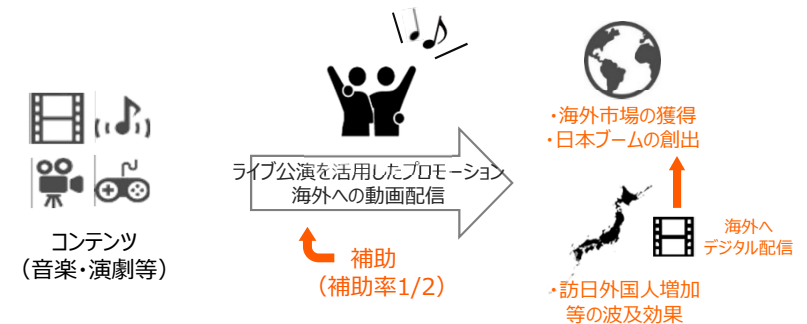 コンテンツ
（音楽・演劇等）
ライブ公演を活用したプロモーション
海外への動画配信
補助
（補助率1/2）
・海外市場の獲得
・日本ブームの創出
海外へ
デジタル配信
・訪日外国人増加
等の波及効果